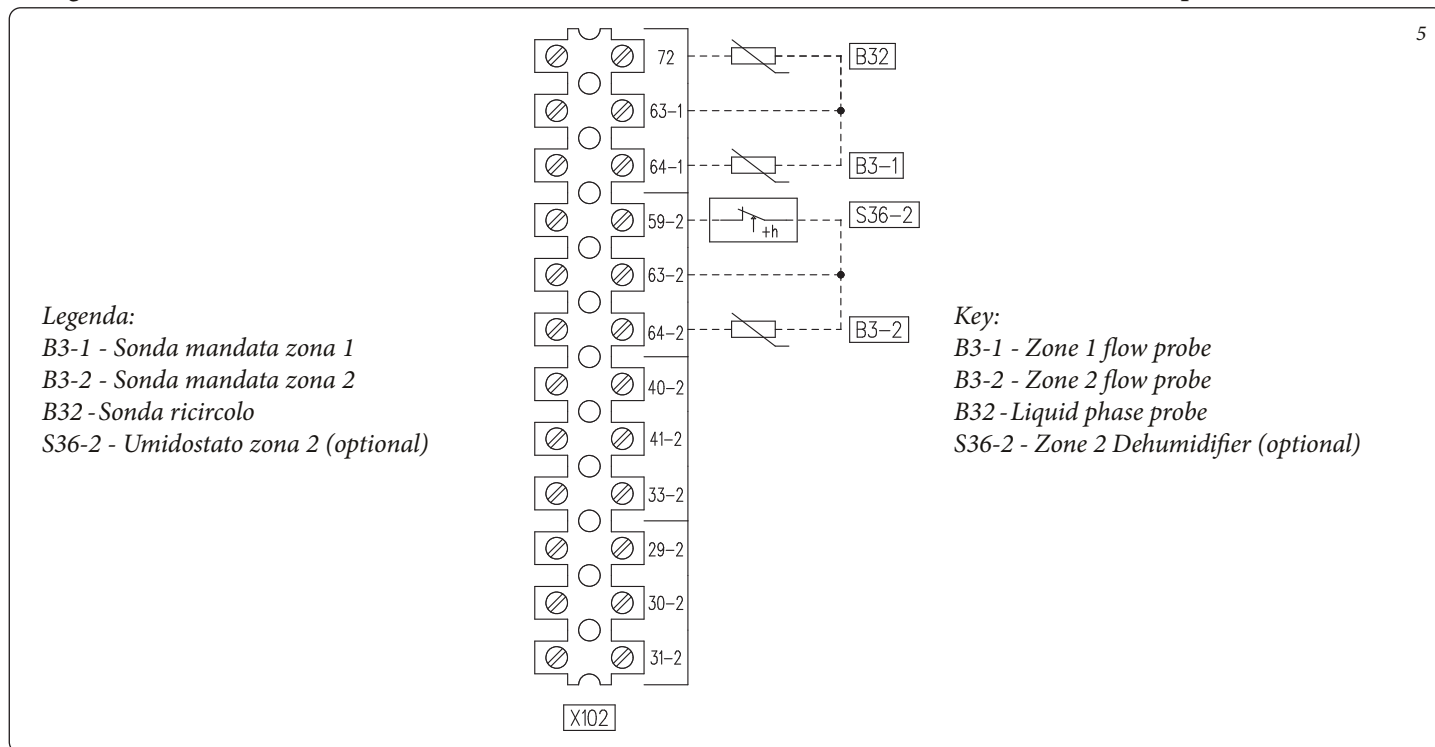 5
72
B32
63-1
64-1
B3-1
59-2
+h
S36-2
63-2
64-2
B3-2
40-2
41-2
33-2
29-2
30-2
31-2
X102
Legenda:
B3-1 - Sonda mandata zona 1
B3-2 - Sonda mandata zona 2
B32 - Sonda ricircolo
S36-2 - Umidostato zona 2 (optional)
Key:
B3-1 - Zone 1 flow probe
B3-2 - Zone 2 flow probe
B32 - Liquid phase probe
S36-2 - Zone 2 Dehumidifier (optional)